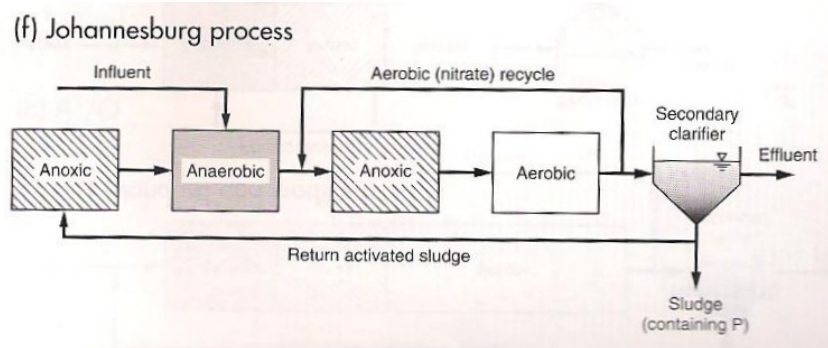 (f) Johannesburg process
Influent
Aerobic (nitrate) recycle
Secondary
clarifier
Anoxic
Anaerobic
Anoxic
Aerobic
Effluent
Return activated sludge
Sludge
(containing P)